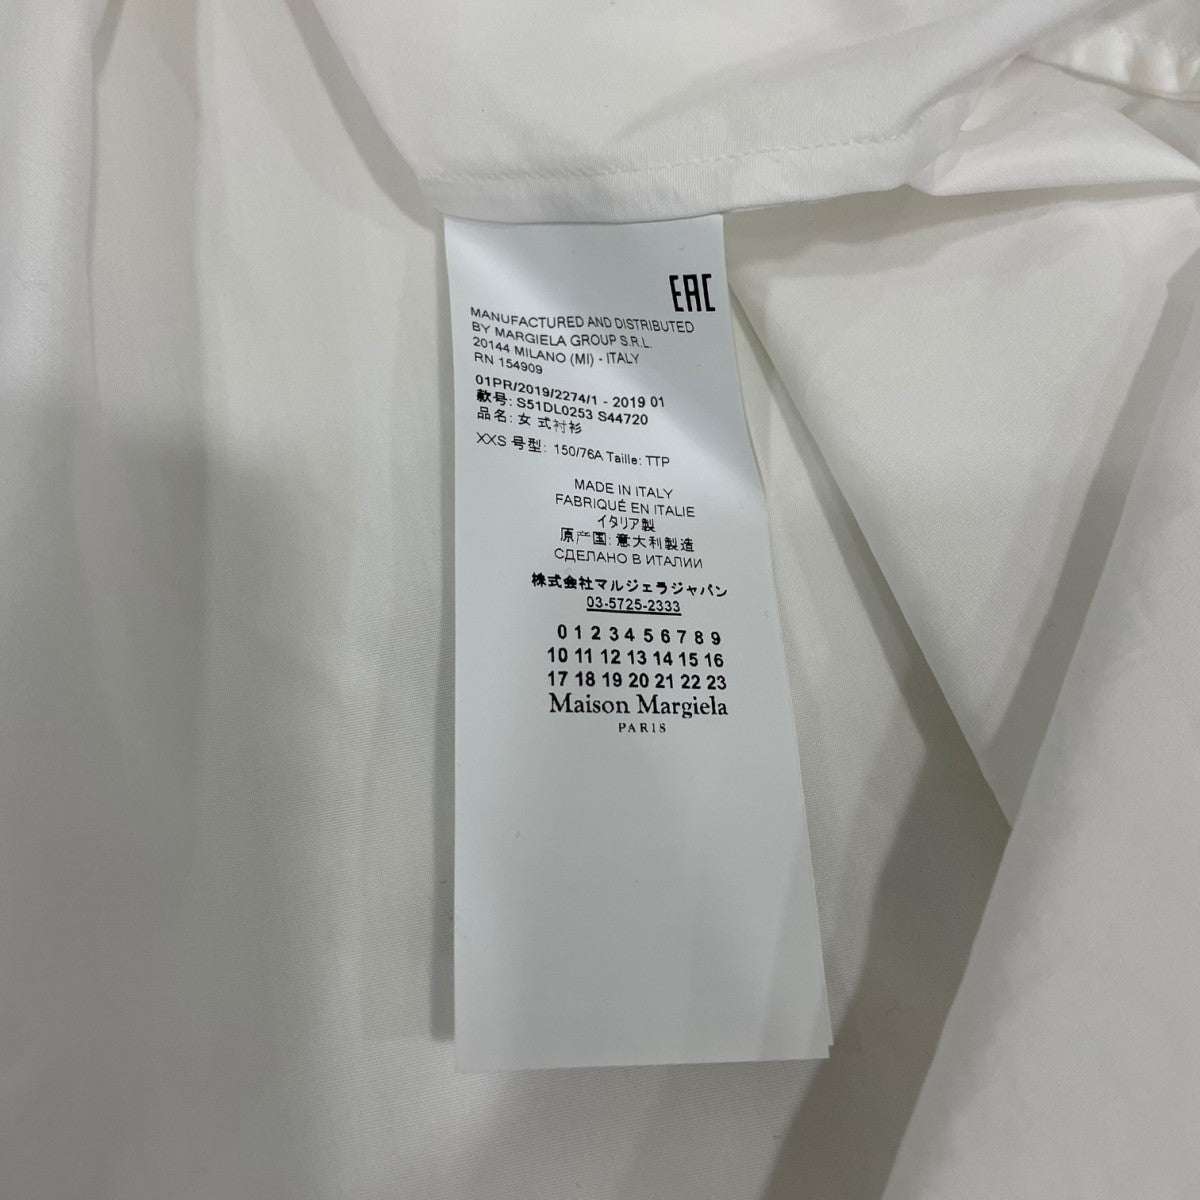 EAC
MANUFACTURED AND DISTRIBUTED
BY MARGIELA GROUP S.R.L.
20144 MILANO (MI) - ITALY
RN 154909
01PR/2019/2274/1 - 2019 01
款号: S51DL0253 S44720
品名: 女 式衬衫
XXS 号型: 150/76A Taille: TTP
MADE IN ITALY
FABRIQUÉ EN ITALIE
イタリア製
原产国: 意大利製造
СДЕЛАНО В ИТАЛИИ
株式会社マルジェラジャパン
03-5725-2333
0 1 2 3 4 5 6 7 8 9
10 11 12 13 14 15 16
17 18 19 20 21 22 23
Maison Margiela
PARIS